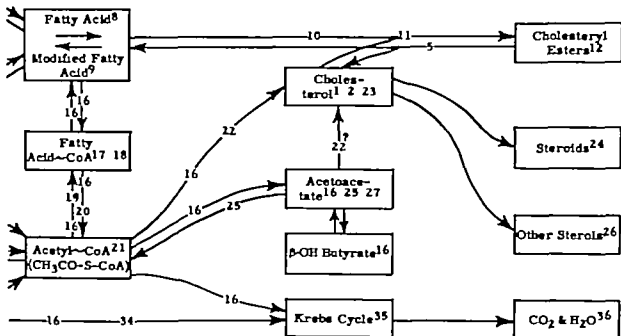 Fatty Acid8
Modified Fatty
Acid9
10
11
5
Cholesteryl
Esters12
16
16
Choles-
terol1 2 23
22
22?
16
Fatty
Acid~CoA17 18
Steroids24
16
19
20
16
16
25
Acetoace-
tate16 25 27
Acetyl~CoA21
(CH3CO-S-CoA)
β-OH Butyrate16
Other Sterols26
16
16
34
Krebs Cycle35
CO2 & H2O36